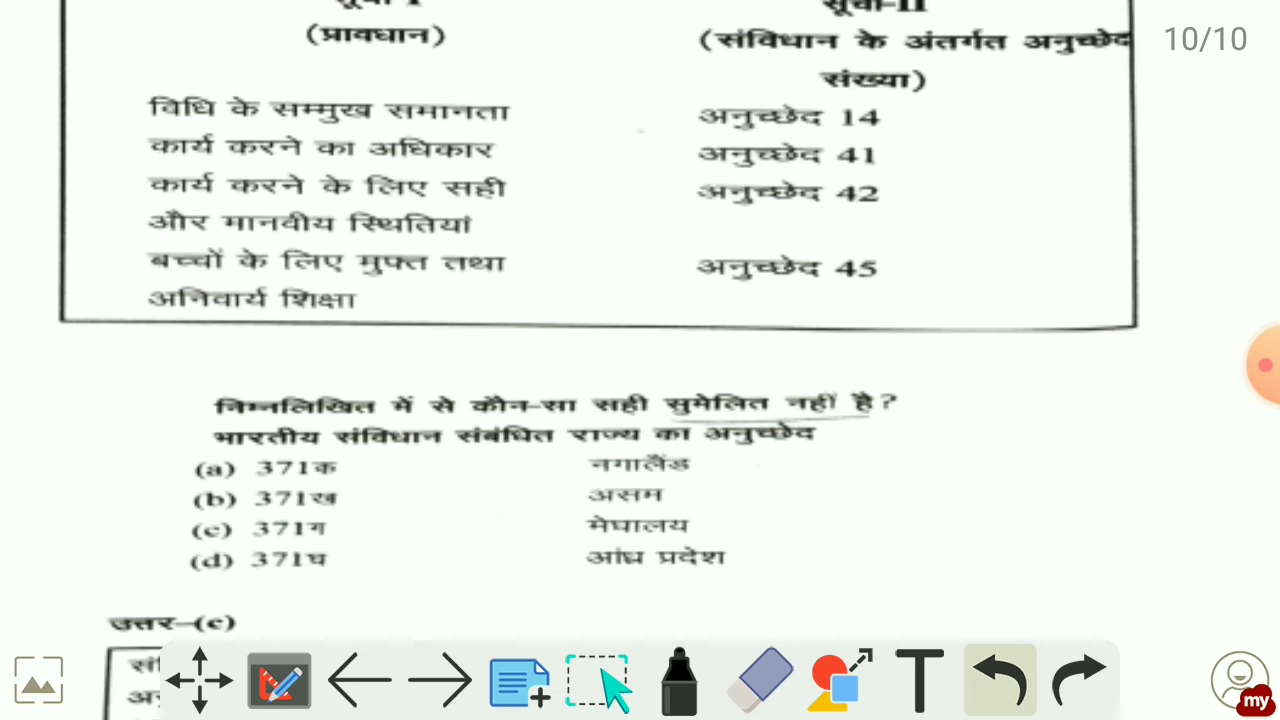 सूची-I सूची-II
(प्रावधान) (संविधान के अंतर्गत अनुच्छेद
संख्या)
10/10
विधि के सम्मुख समानता अनुच्छेद 14
कार्य करने का अधिकार अनुच्छेद 41
कार्य करने के लिए सही अनुच्छेद 42
और मानवीय स्थितियां
बच्चों के लिए मुफ्त तथा अनुच्छेद 45
अनिवार्य शिक्षा
निम्नलिखित में से कौन-सा सही सुमेलित नहीं है?
भारतीय संविधान संबंधित राज्य का अनुच्छेद
(a) 371क नगालैंड
(b) 371ख असम
(c) 371ग मेघालय
(d) 371घ आंध्र प्रदेश
उत्तर-(c)
T
my